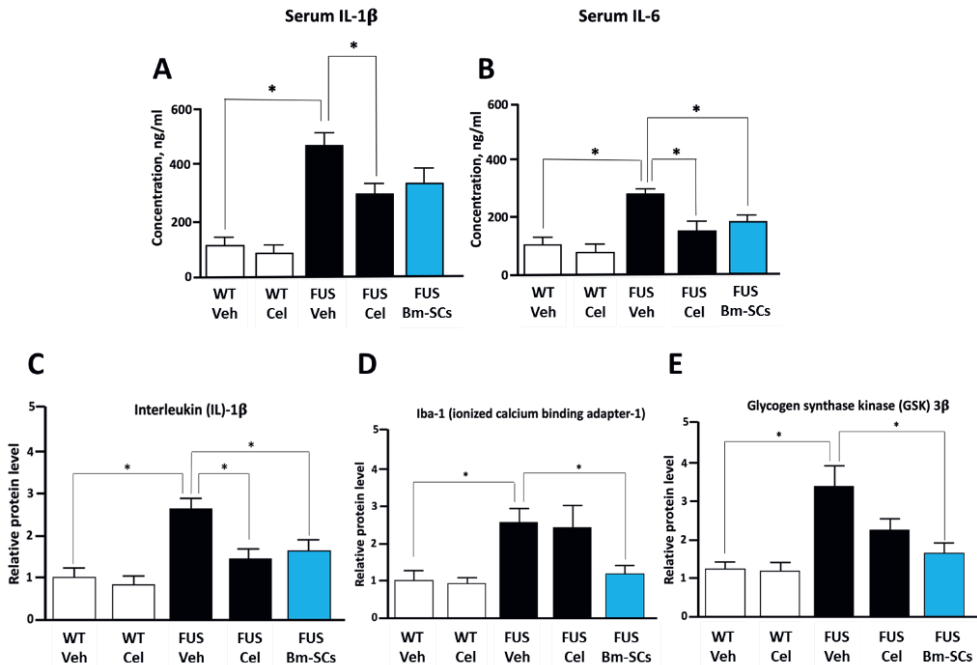 Serum IL-1β
Serum IL-6
A
*
*
Concentration, ng/ml
600
400
200
0
WT
Veh
WT
Cel
FUS
Veh
FUS
Cel
FUS
Bm-SCs
B
*
*
*
Concentration, ng/ml
600
400
200
0
WT
Veh
WT
Cel
FUS
Veh
FUS
Cel
FUS
Bm-SCs
C
Interleukin (IL)-1β
*
*
*
Relative protein level
5
4
3
2
1
0
WT
Veh
WT
Cel
FUS
Veh
FUS
Cel
FUS
Bm-SCs
D
Iba-1 (ionized calcium binding adapter-1)
*
*
Relative protein level
5
4
3
2
1
0
WT
Veh
WT
Cel
FUS
Veh
FUS
Cel
FUS
Bm-SCs
E
Glycogen synthase kinase (GSK) 3β
*
*
Relative protein level
5
4
3
2
1
0
WT
Veh
WT
Cel
FUS
Veh
FUS
Cel
FUS
Bm-SCs